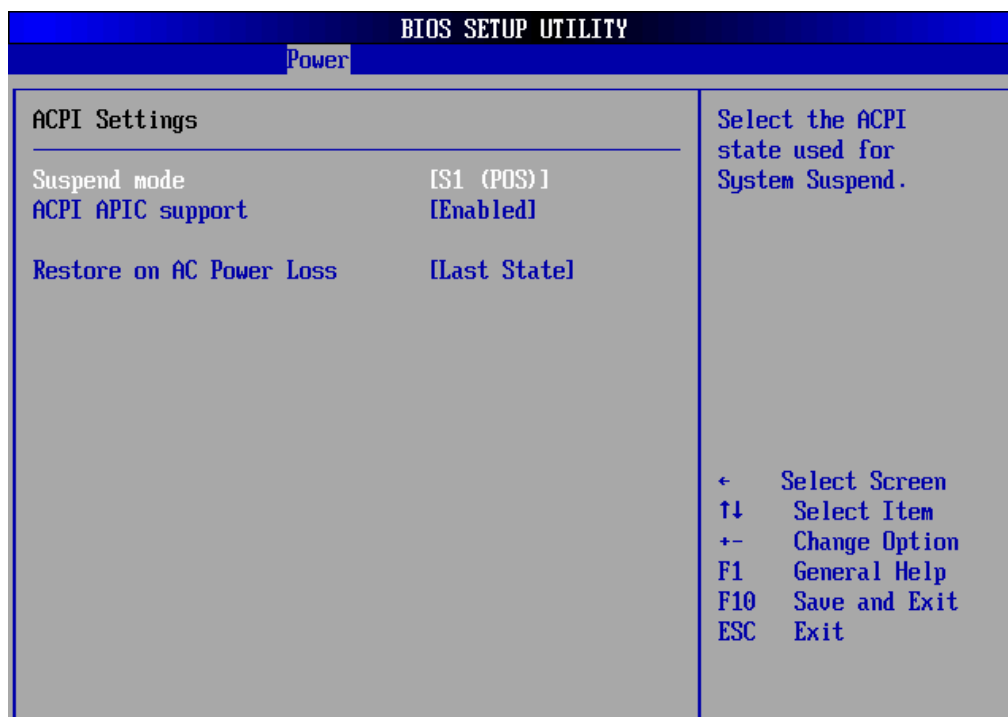 BIOS SETUP UTILITY
Power
ACPI Settings
Suspend mode [S1 (POS)]
ACPI APIC support [Enabled]
Restore on AC Power Loss [Last State]
Select the ACPI
state used for
System Suspend.
← Select Screen
↑↓ Select Item
+- Change Option
F1 General Help
F10 Save and Exit
ESC Exit